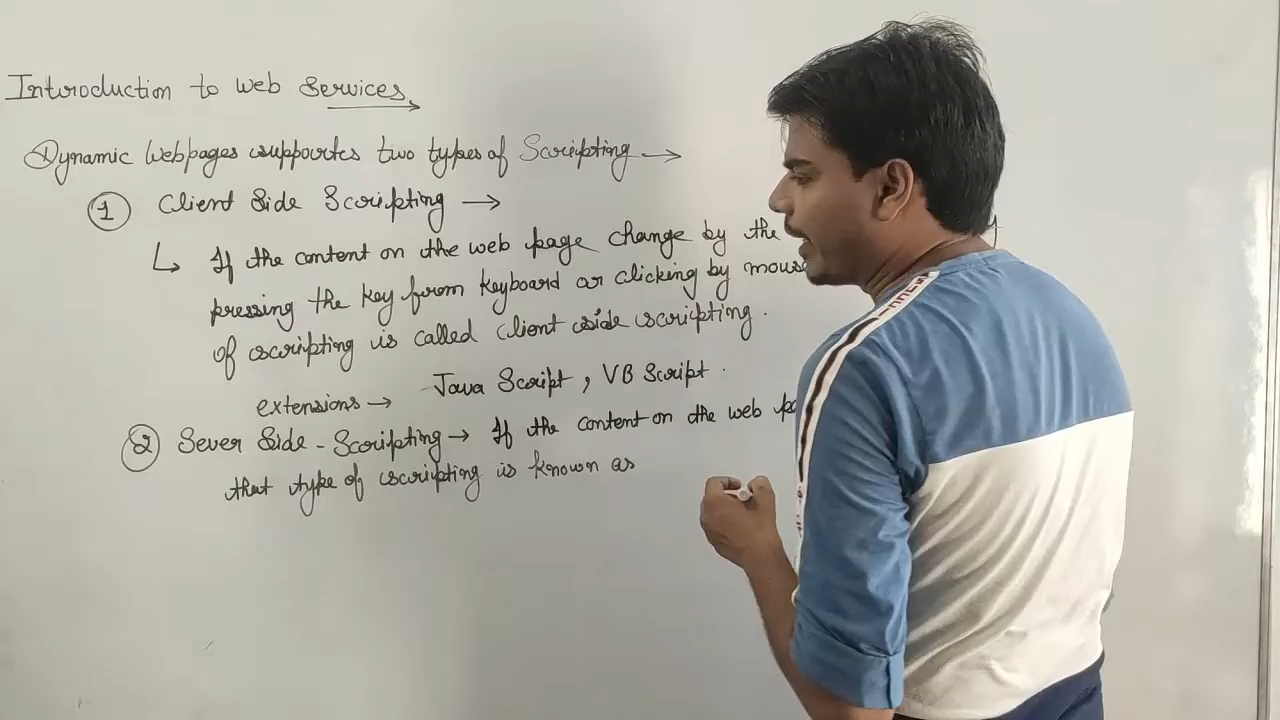 Introduction to web services
Dynamic Webpages supportes two types of Scripting →
1 Client Side Scripting →
↳ If the content on the web page change by the
pressing the key from keyboard or clicking by mouse
of scripting is called client side scripting.
extensions → Java Script, VB Script.
2 Sever Side - Scripting → If the content on the web
that type of scripting is known as